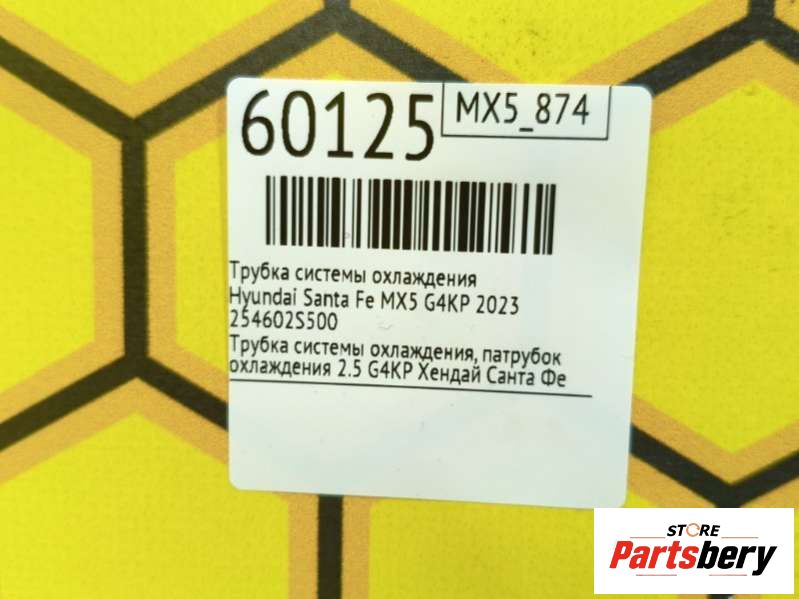 60125
MX5_874
Трубка системы охлаждения
Hyundai Santa Fe MX5 G4KP 2023
254602S500
Трубка системы охлаждения, патрубок
охлаждения 2.5 G4KP Хендай Санта Фе
STORE
Partsbery